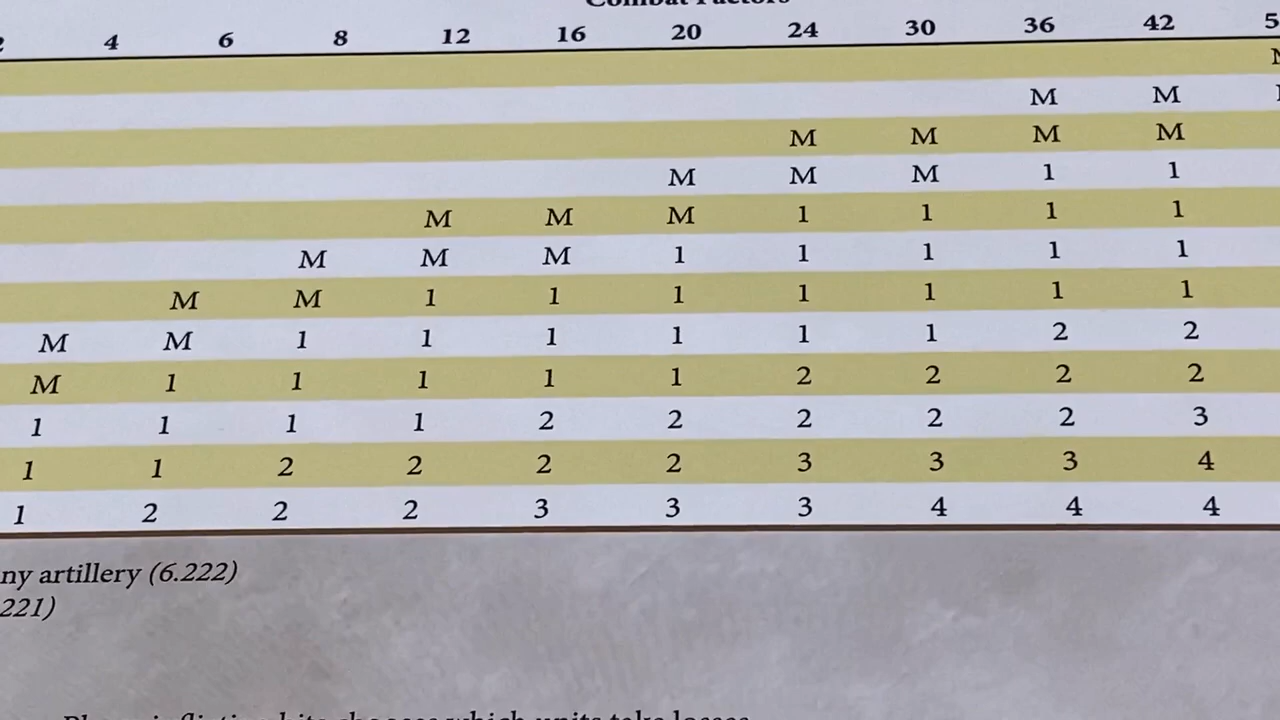 Combat Factors
4 6 8 12 16 20 24 30 36 42
M M
M M M M
M M M 1 1
M M M 1 1 1 1
M M M 1 1 1 1 1
M M 1 1 1 1 1 1 1
M M 1 1 1 1 1 1 2 2
M 1 1 1 1 1 2 2 2 2
1 1 1 1 2 2 2 2 2 3
1 1 2 2 2 2 3 3 3 4
1 2 2 2 3 3 3 4 4 4
ny artillery (6.222)
221)